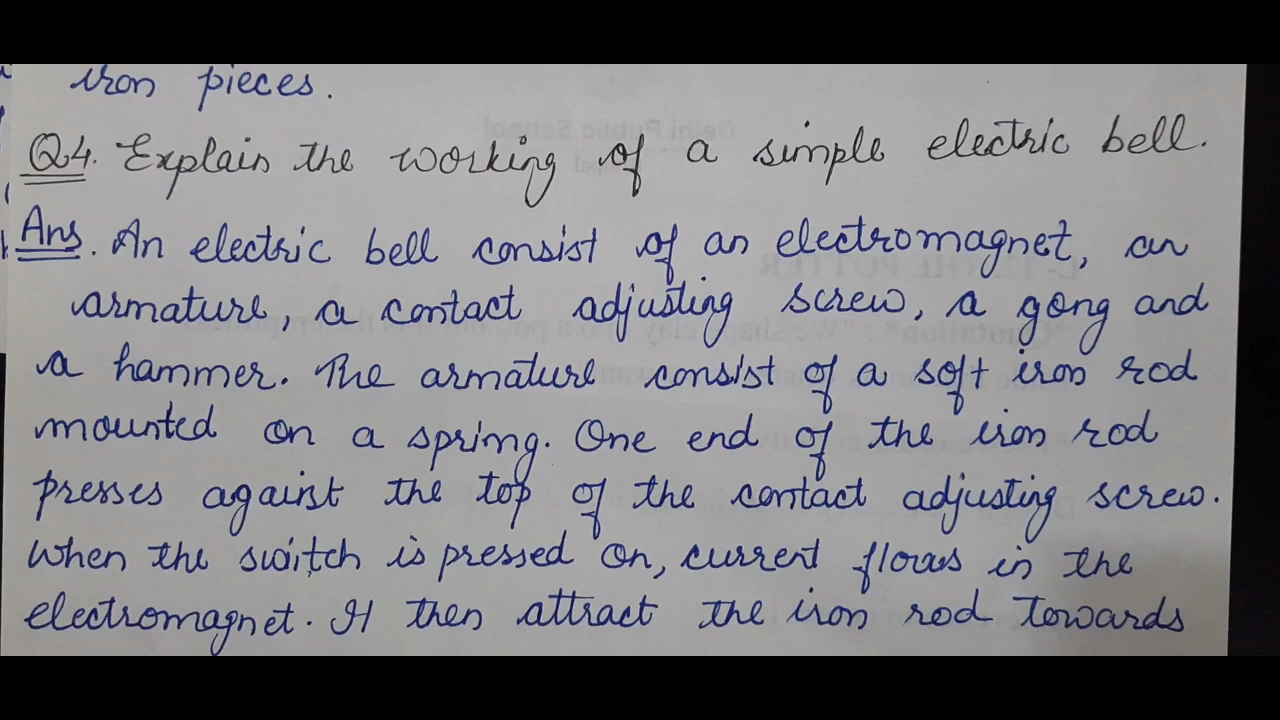 iron pieces.
Q4. Explain the working of a simple electric bell.
Ans. An electric bell consist of an electromagnet, an
armature, a contact adjusting screw, a gong and
a hammer. The armature consist of a soft iron rod
mounted on a spring. One end of the iron rod
presses against the top of the contact adjusting screw.
When the switch is pressed on, current flows in the
electromagnet. It then attract the iron rod towards